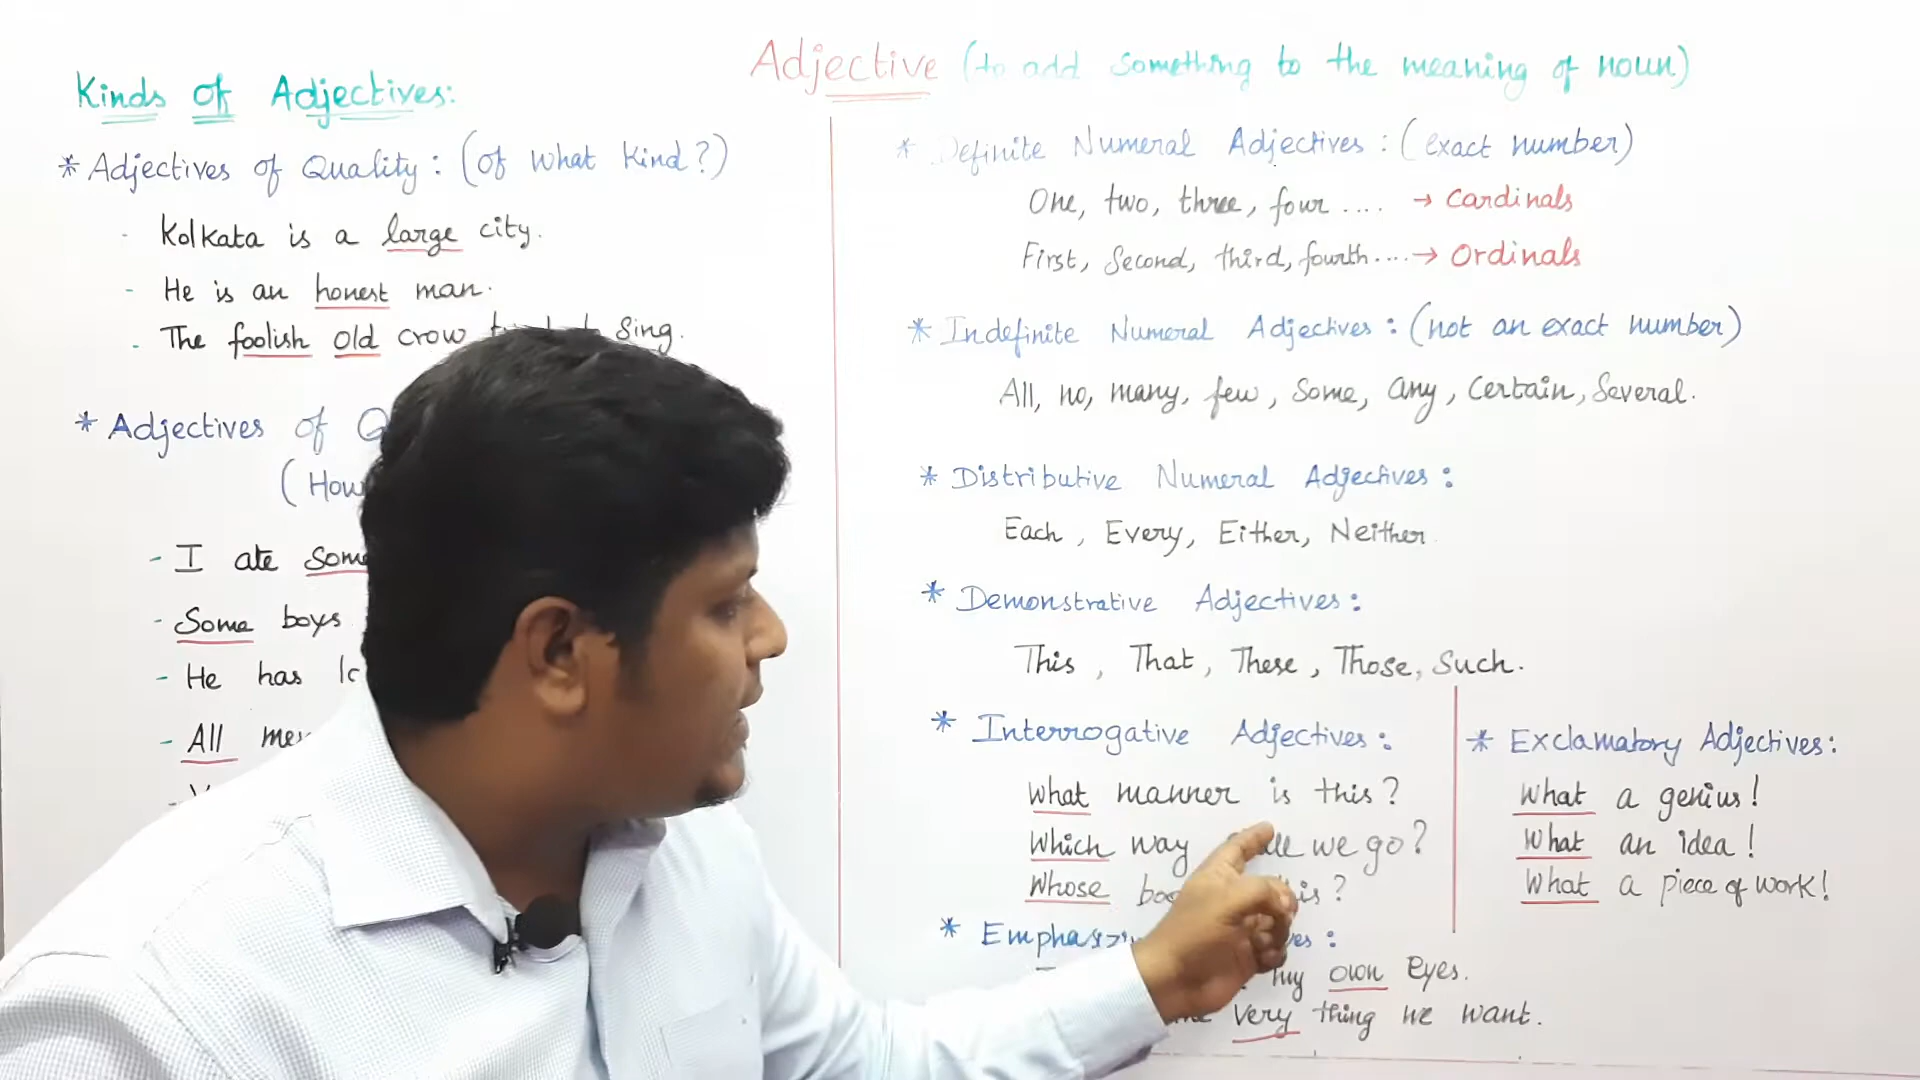 Adjective (to add something to the meaning of noun)
Kinds of Adjectives:
* Adjectives of Quality: (of what kind?)
- Kolkata is a large city.
- He is an honest man.
- The foolish old crow sing.
* Adjectives of
(How
- I ate some
- Some boys
- He has
- All
* Definite Numeral Adjectives: (exact number)
One, two, three, four .... → Cardinals
First, Second, third, fourth....→ Ordinals
* Indefinite Numeral Adjectives: (not an exact number)
All, no, many, few, some, any, certain, several.
* Distributive Numeral Adjectives:
Each, Every, Either, Neither
* Demonstrative Adjectives:
This, That, These, Those, Such.
* Interrogative Adjectives:
What manner is this?
Which way we go?
Whose this?
* Exclamatory Adjectives:
What a genius!
What an idea!
What a piece of work!
*
my own eyes.
very thing we want.